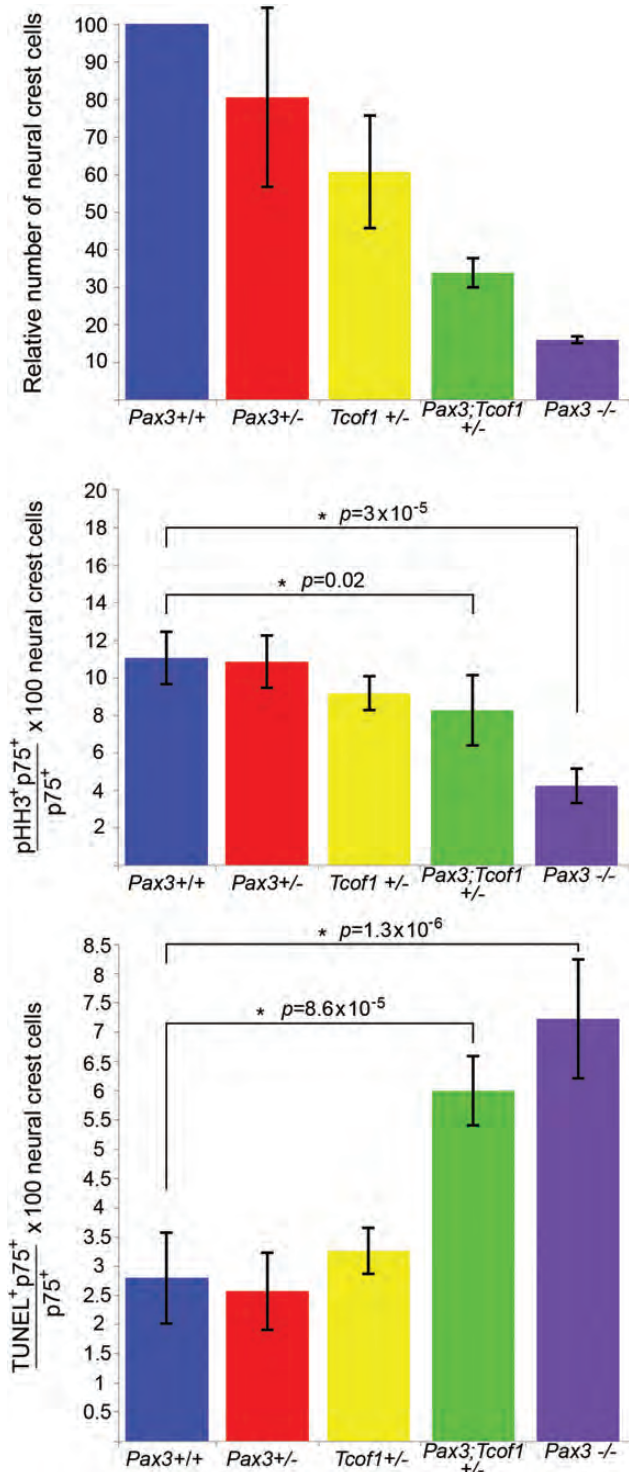 Relative number of neural crest cells
100
90
80
70
60
50
40
30
20
10
Pax3+/+ Pax3+/- Tcof1 +/- Pax3;Tcof1 +/- Pax3 -/-
pHH3+p75+
p75+
x 100 neural crest cells
20
18
16
14
12
10
8
6
4
2
* p=3x10-5
* p=0.02
Pax3+/+ Pax3+/- Tcof1 +/- Pax3;Tcof1 +/- Pax3 -/-
TUNEL+p75+
p75+
x 100 neural crest cells
8.5
8
7.5
7
6.5
6
5.5
5
4.5
4
3.5
3
2.5
2
1.5
1
0.5
* p=1.3x10-6
* p=8.6x10-5
Pax3+/+ Pax3+/- Tcof1+/- Pax3;Tcof1 +/- Pax3 -/-